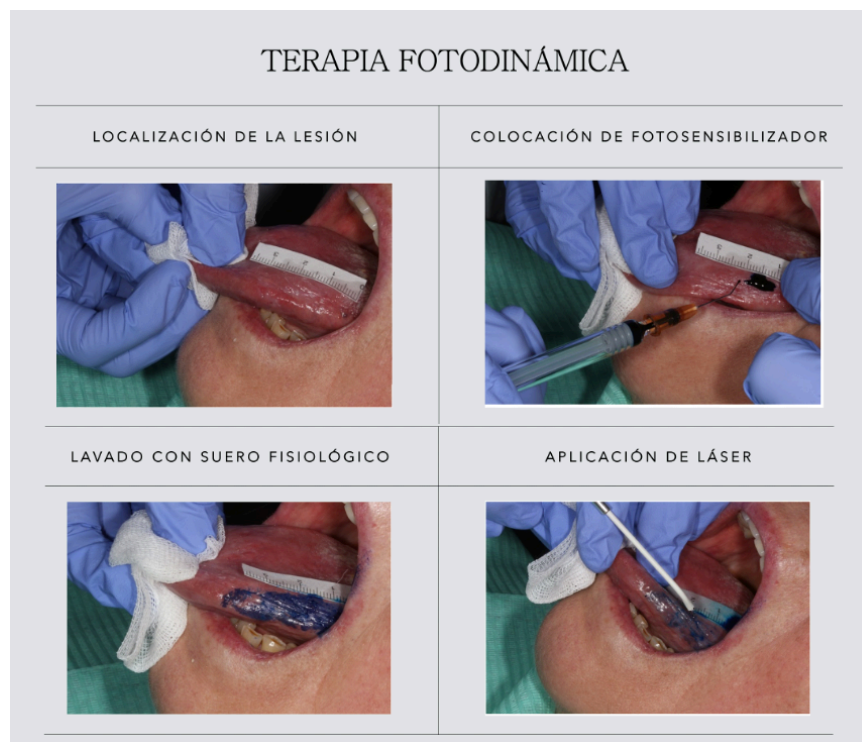 TERAPIA FOTODINÁMICA
LOCALIZACIÓN DE LA LESIÓN
COLOCACIÓN DE FOTOSENSIBILIZADOR
LAVADO CON SUERO FISIOLÓGICO
APLICACIÓN DE LÁSER